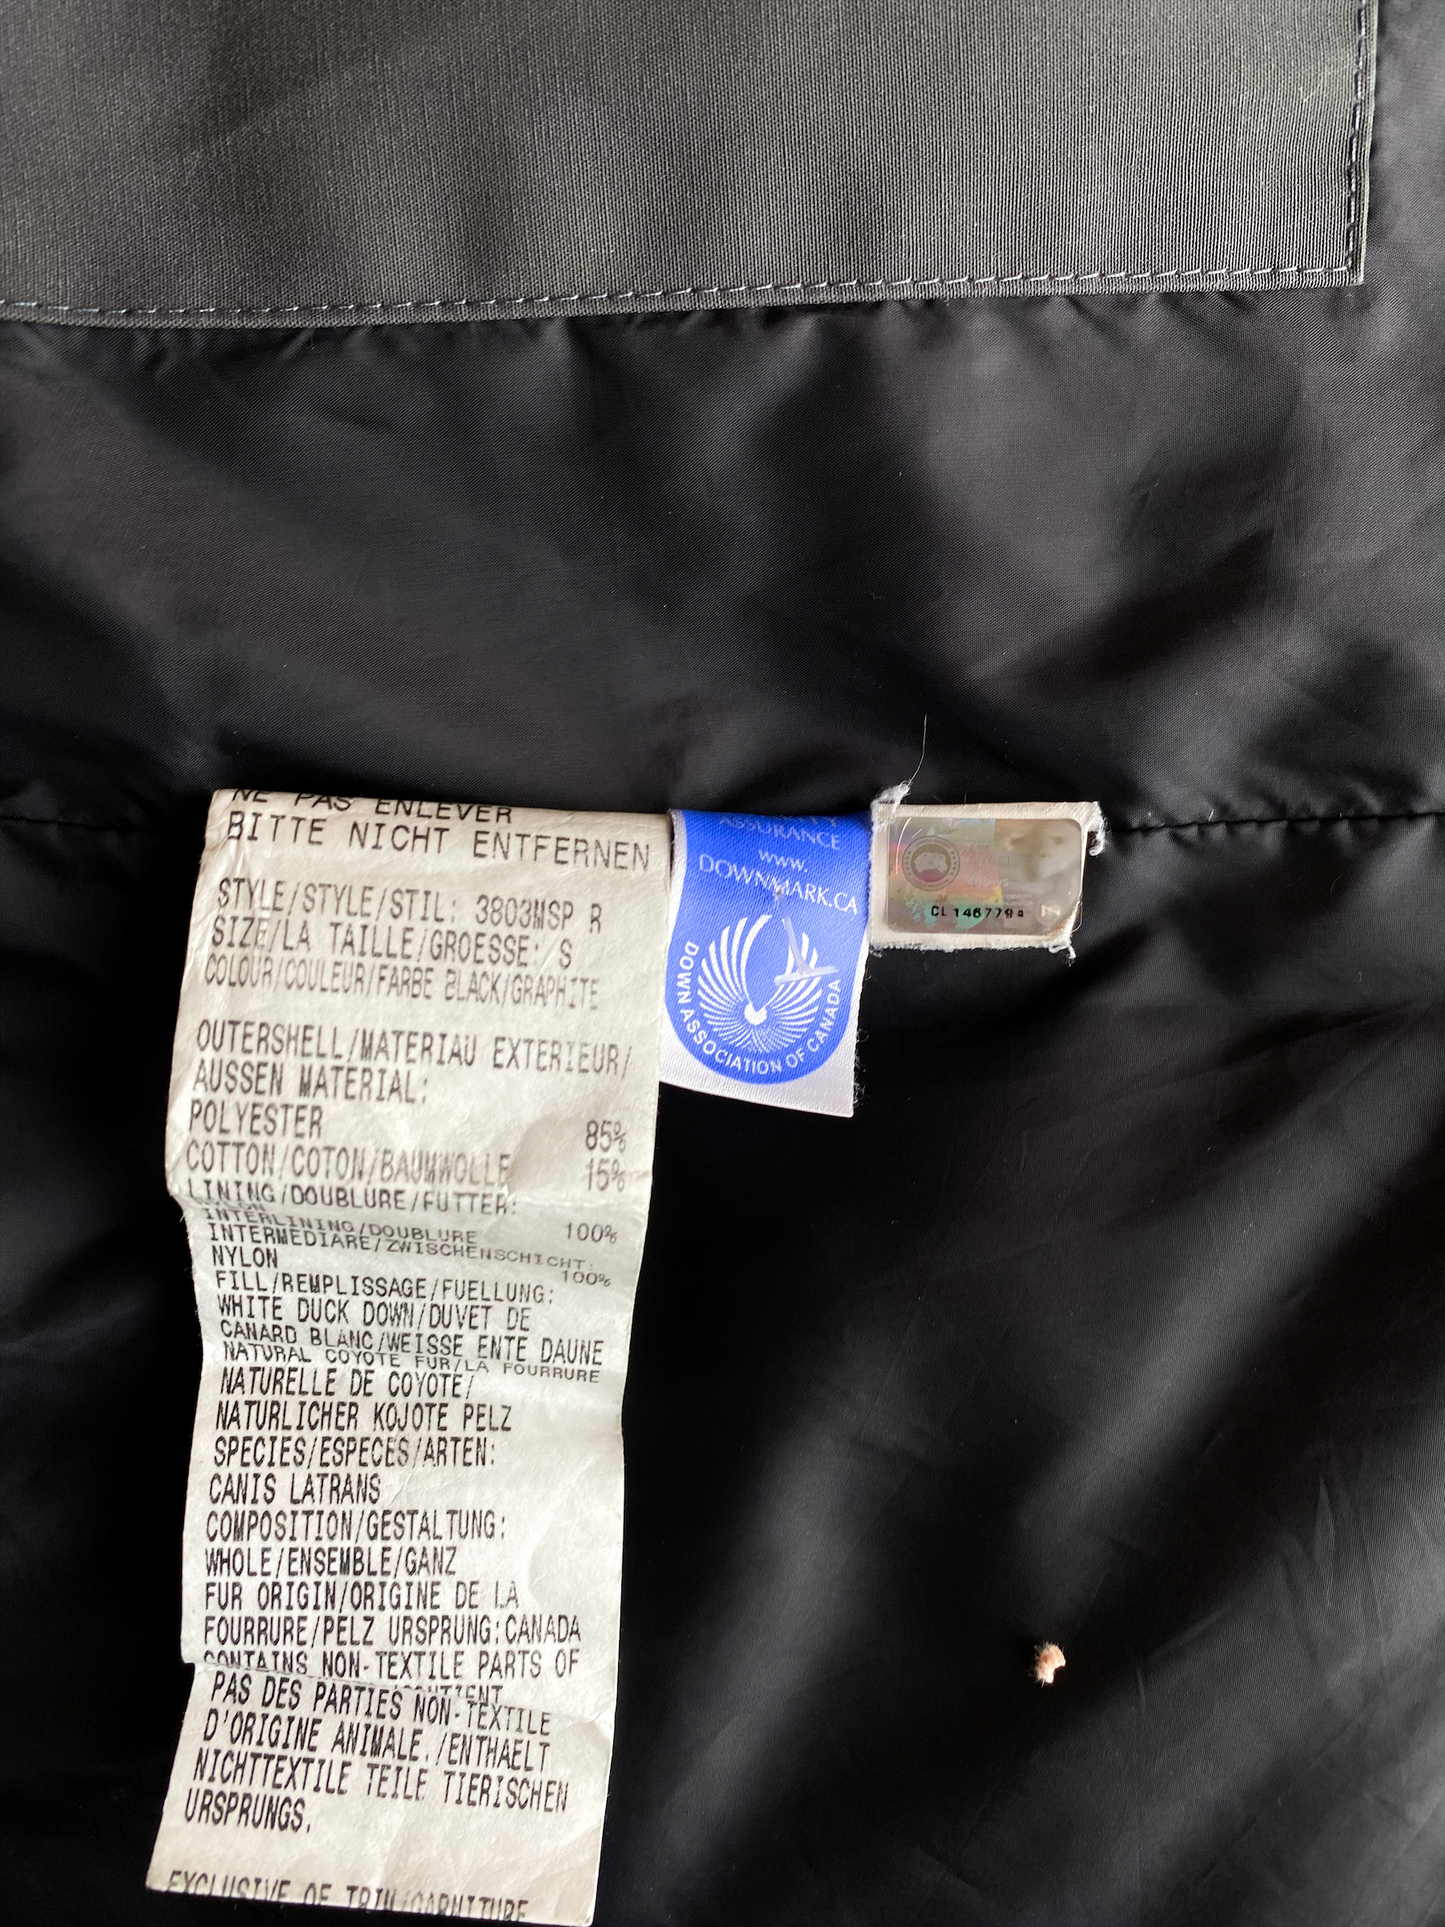 NE PAS ENLEVER
BITTE NICHT ENTFERNEN
STYLE/STYLE/STIL: 3803MSP R
SIZE/LA TAILLE/GROESSE: S
COLOUR/COULEUR/FARBE BLACK/GRAPHITE
OUTERSHELL/MATERIAU EXTERIEUR/
AUSSEN MATERIAL:
POLYESTER 85%
COTTON/COTON/BAUMWOLLE 15%
LINING/DOUBLURE/FUTTER:
NYLON 100%
INTERLINING/DOUBLURE
INTERMEDIARE/ZWISCHENSCHICHT:
NYLON 100%
FILL/REMPLISSAGE/FUELLUNG:
WHITE DUCK DOWN/DUVET DE
CANARD BLANC/WEISSE ENTE DAUNE
NATURAL COYOTE FUR/LA FOURRURE
NATURELLE DE COYOTE/
NATURLICHER KOJOTE PELZ
SPECIES/ESPECES/ARTEN:
CANIS LATRANS
COMPOSITION/GESTALTUNG:
WHOLE/ENSEMBLE/GANZ
FUR ORIGIN/ORIGINE DE LA
FOURRURE/PELZ URSPRUNG:CANADA
CONTAINS NON-TEXTILE PARTS OF
PAS DES PARTIES NON-TEXTILE
D'ORIGINE ANIMALE./ENTHAELT
NICHTTEXTILE TEILE TIERISCHEN
URSPRUNGS.
EXCLUSIVE OF TRIM/GARNITURE
ASSURANCE
www.
DOWNMARK.CA
DOWN ASSOCIATION OF CANADA
CL 1467794